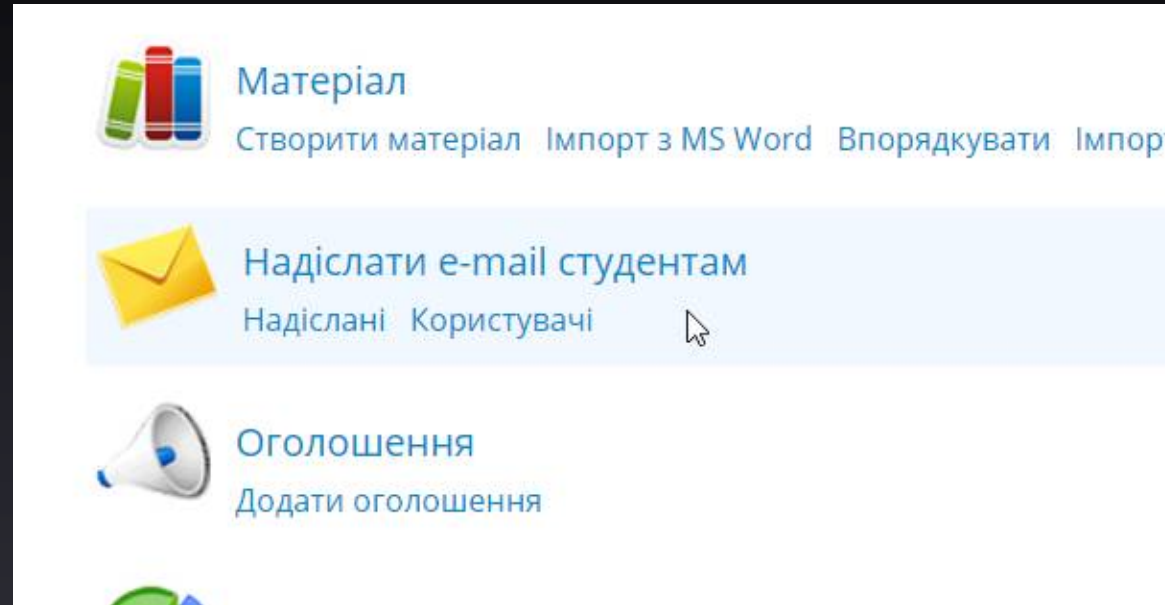 Матеріал
Створити матеріал Імпорт з MS Word Впорядкувати
Надіслати e-mail студентам
Надіслані Користувачі
Оголошення
Додати оголошення